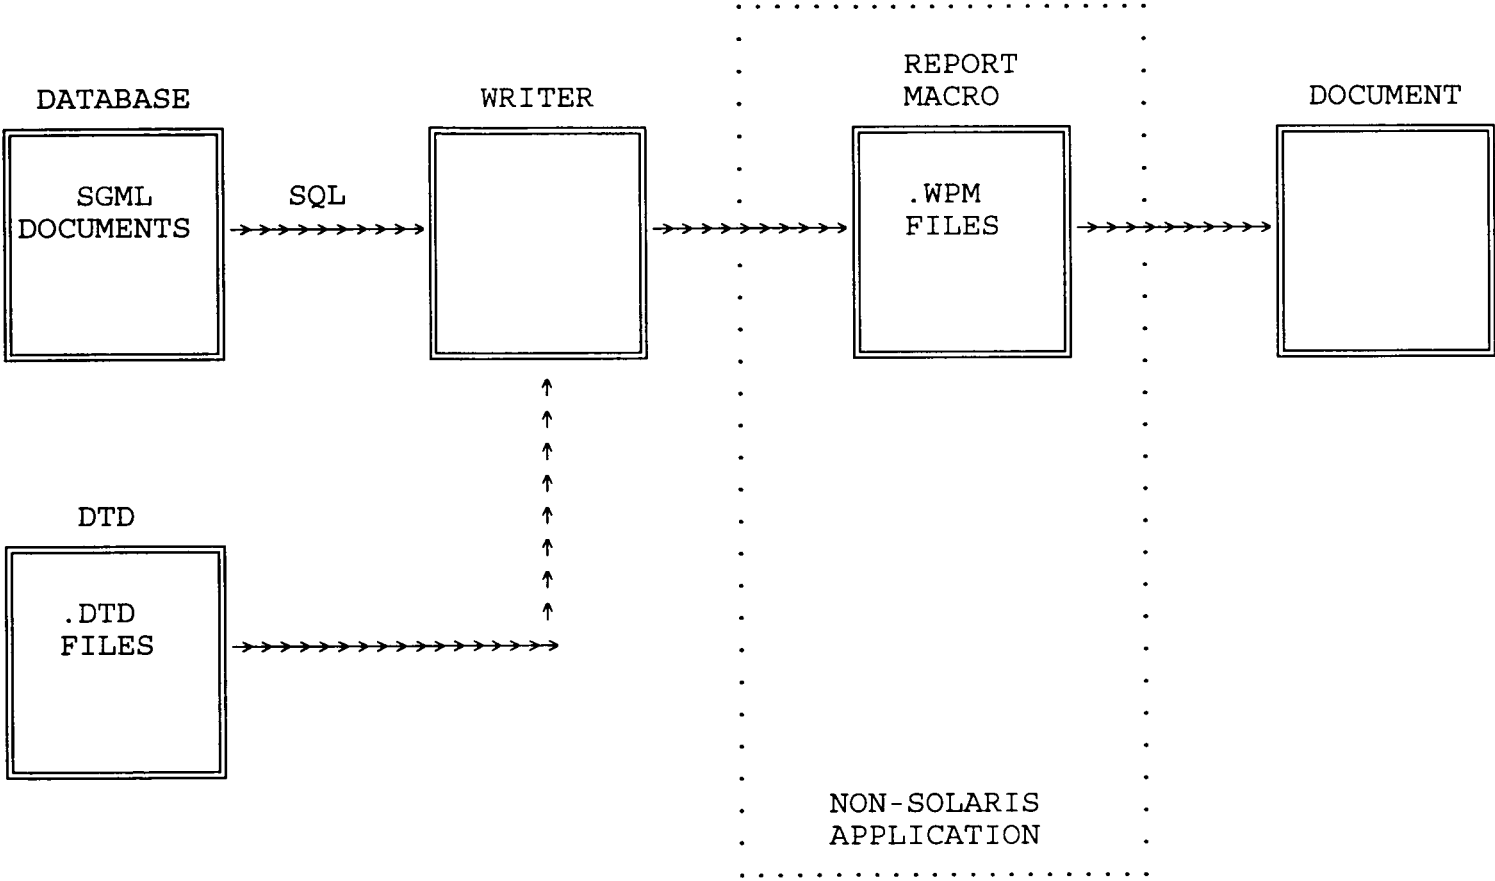 DATABASE
SGML
DOCUMENTS
SQL
WRITER
REPORT
MACRO
.WPM
FILES
DOCUMENT
DTD
.DTD
FILES
NON-SOLARIS
APPLICATION